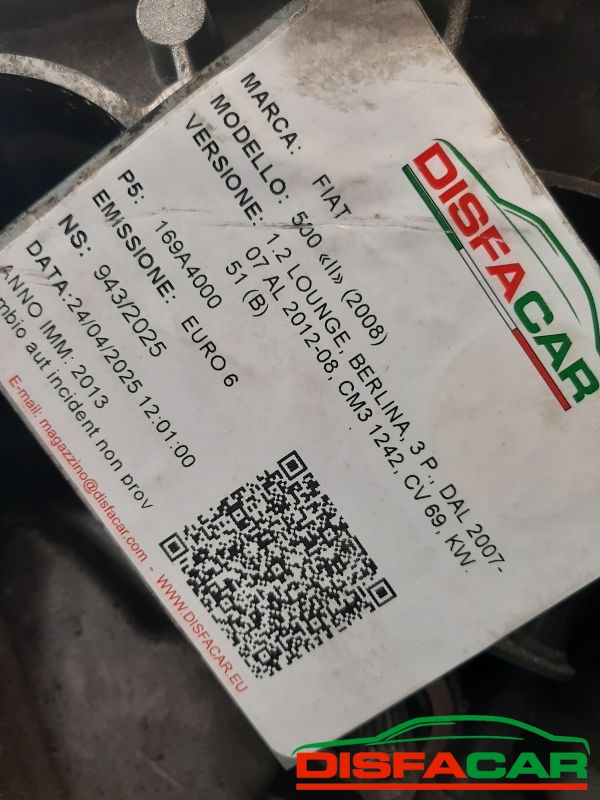 DISFACAR
MARCA: FIAT
MODELLO: 500 «II» (2008)
VERSIONE: 1.2 LOUNGE, BERLINA, 3 P., DAL 2007-
07 AL 2012-08, CM3 1242, CV 69, KW.
51 (B)
P5: 169A4000
EMISSIONE: EURO 6
NS: 943/2025
DATA:24/04/2025 12:01:00
ANNO IMM: 2013
mbio aut incident non prov
E-mail: magazzino@disfacar.com - WWW.DISFACAR.EU
DISFACAR